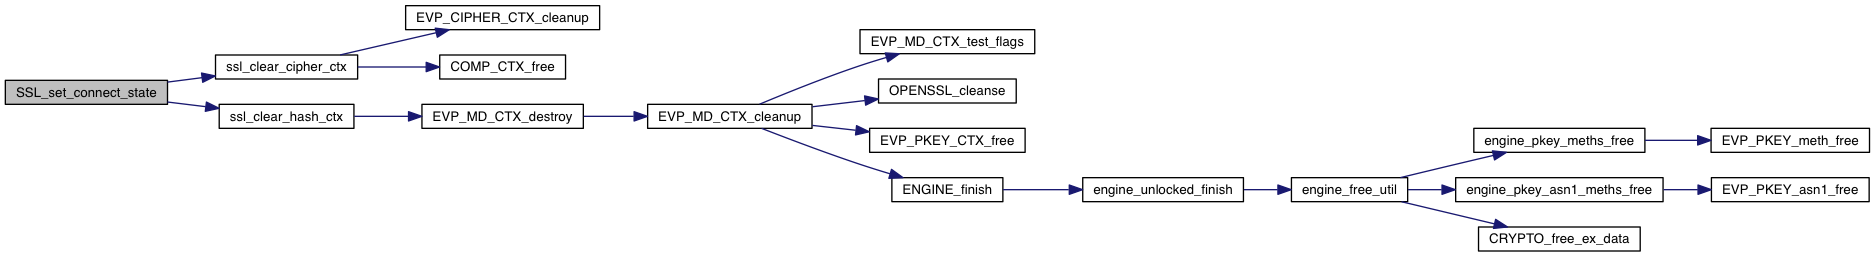 SSL_set_connect_state
ssl_clear_cipher_ctx
EVP_CIPHER_CTX_cleanup
COMP_CTX_free
ssl_clear_hash_ctx
EVP_MD_CTX_destroy
EVP_MD_CTX_cleanup
EVP_MD_CTX_test_flags
OPENSSL_cleanse
EVP_PKEY_CTX_free
ENGINE_finish
engine_unlocked_finish
engine_free_util
engine_pkey_meths_free
EVP_PKEY_meth_free
engine_pkey_asn1_meths_free
EVP_PKEY_asn1_free
CRYPTO_free_ex_data